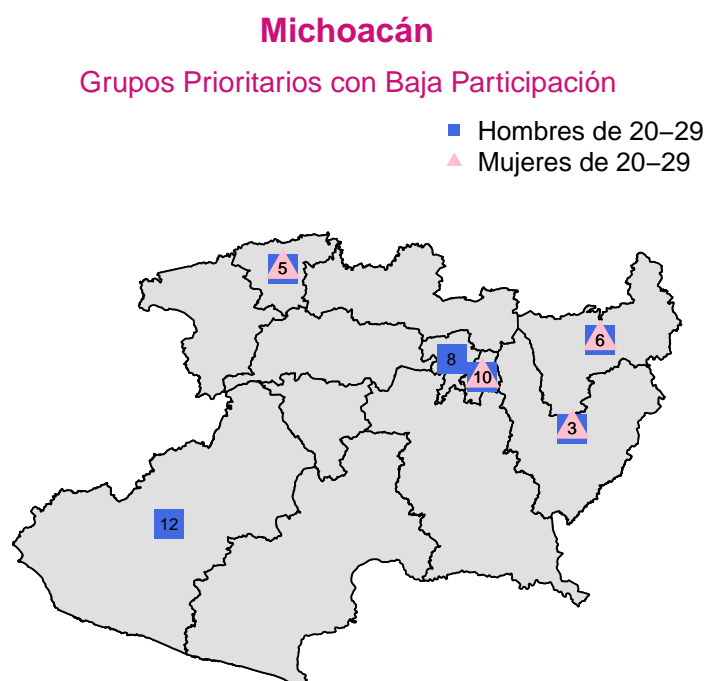 Michoacán
Grupos Prioritarios con Baja Participación
Hombres de 20−29
Mujeres de 20−29
5
6
8
10
3
12